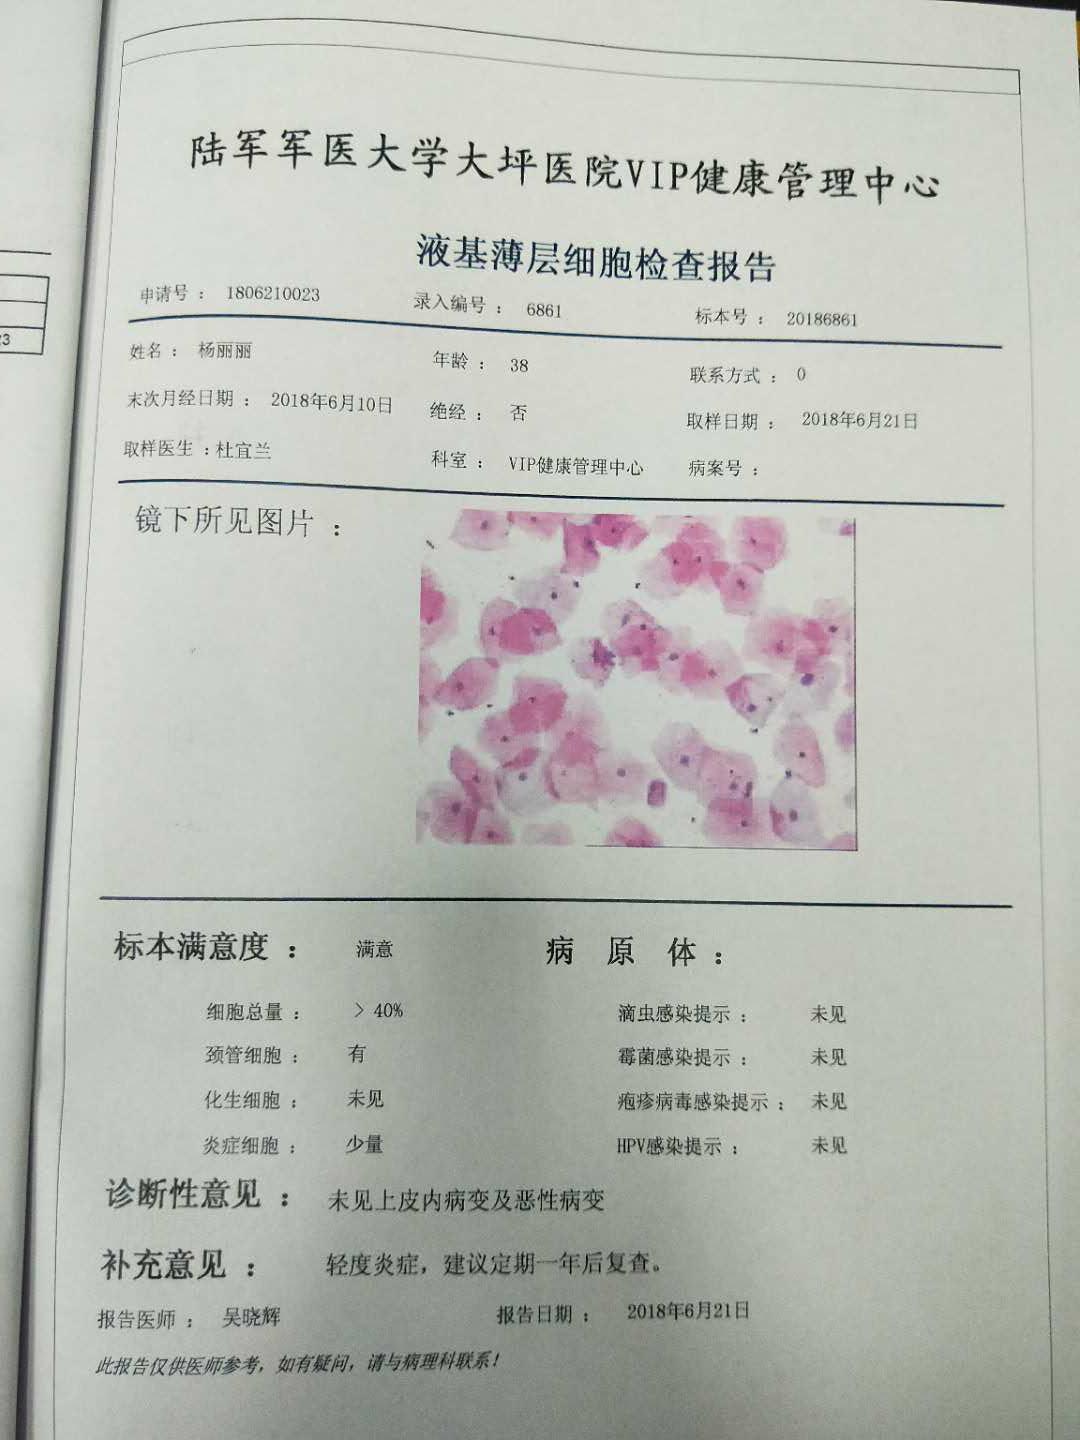 陆军军医大学大坪医院VIP健康管理中心
液基薄层细胞检查报告
申请号： 1806210023 录入编号： 6861 标本号： 20186861
姓名： 杨丽丽 年龄： 38 联系方式： 0
末次月经日期： 2018年6月10日 绝经： 否 取样日期： 2018年6月21日
取样医生：杜宜兰 科室： VIP健康管理中心 病案号：
镜下所见图片：
标本满意度： 满意 病 原 体：
细胞总量： > 40% 滴虫感染提示： 未见
颈管细胞： 有 霉菌感染提示： 未见
化生细胞： 未见 疱疹病毒感染提示： 未见
炎症细胞： 少量 HPV感染提示： 未见
诊断性意见： 未见上皮内病变及恶性病变
补充意见： 轻度炎症，建议定期一年后复查。
报告医师： 吴晓辉 报告日期： 2018年6月21日
此报告仅供医师参考，如有疑问，请与病理科联系！